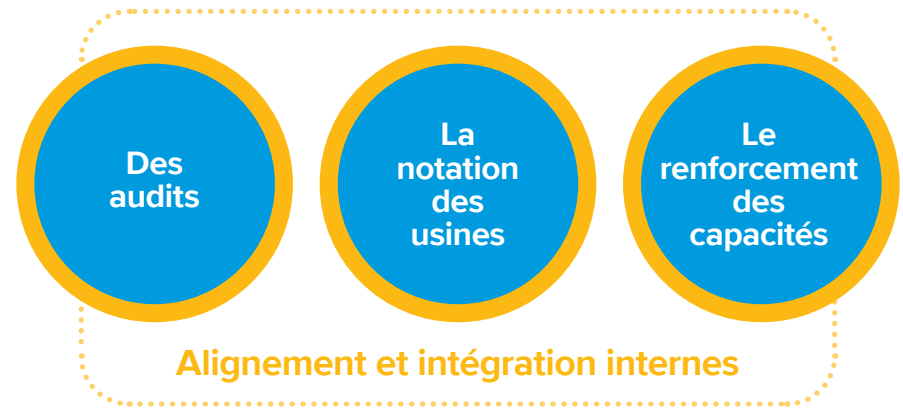 Des
audits
La
notation
des
usines
Le
renforcement
des
capacités
Alignement et intégration internes